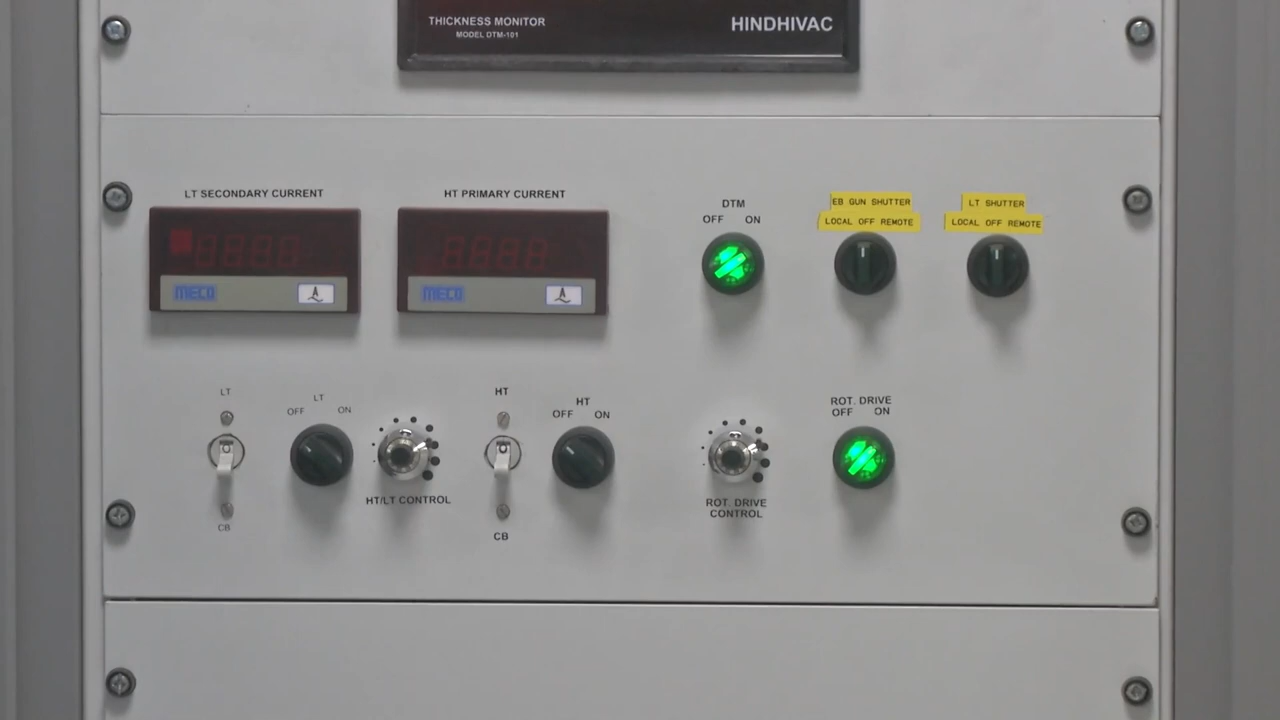 THICKNESS MONITOR
MODEL DTM-101
HINDHIVAC
LT SECONDARY CURRENT
HT PRIMARY CURRENT
MECO
MECO
DTM
OFF ON
EB GUN SHUTTER
LOCAL OFF REMOTE
LT SHUTTER
LOCAL OFF REMOTE
LT
CB
LT
OFF ON
HT/LT CONTROL
HT
CB
HT
OFF ON
ROT. DRIVE
CONTROL
ROT. DRIVE
OFF ON